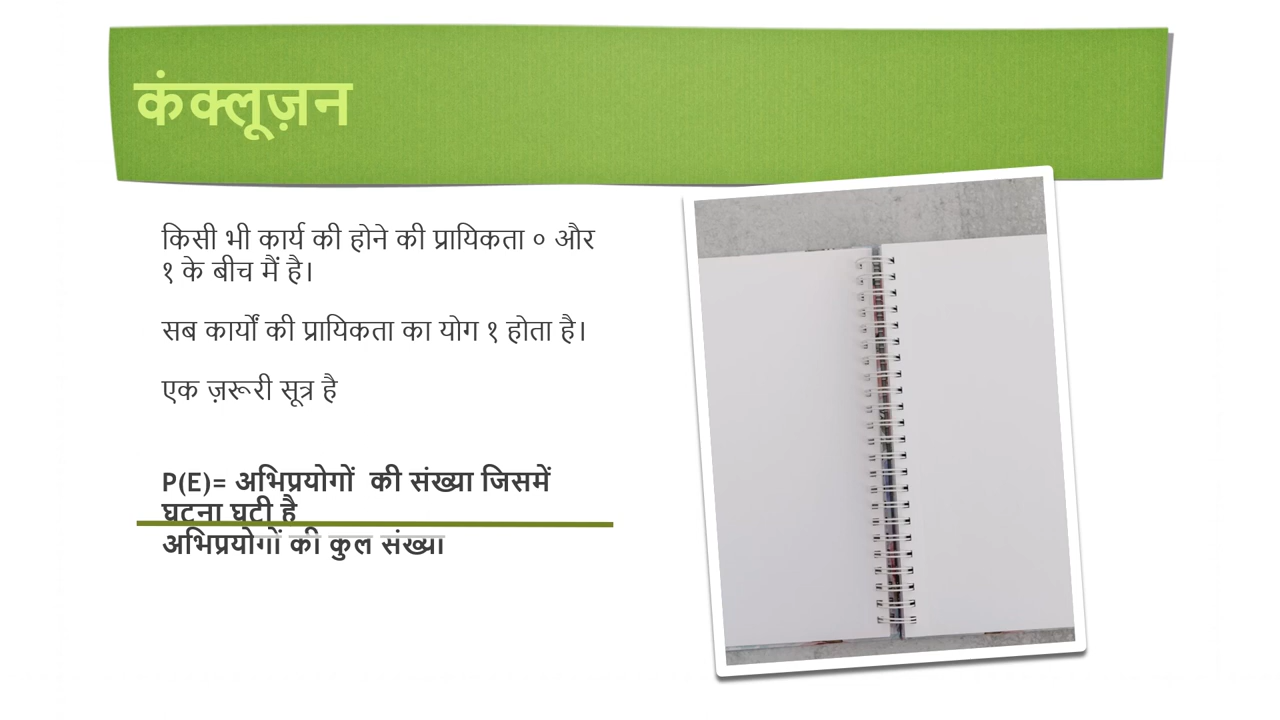 कंक्लूज़न
किसी भी कार्य की होने की प्रायिकता ० और
१ के बीच मैं है।
सब कार्यों की प्रायिकता का योग १ होता है।
एक ज़रूरी सूत्र है
P(E)= अभिप्रयोगों की संख्या जिसमें
घटना घटी है
अभिप्रयोगों की कुल संख्या